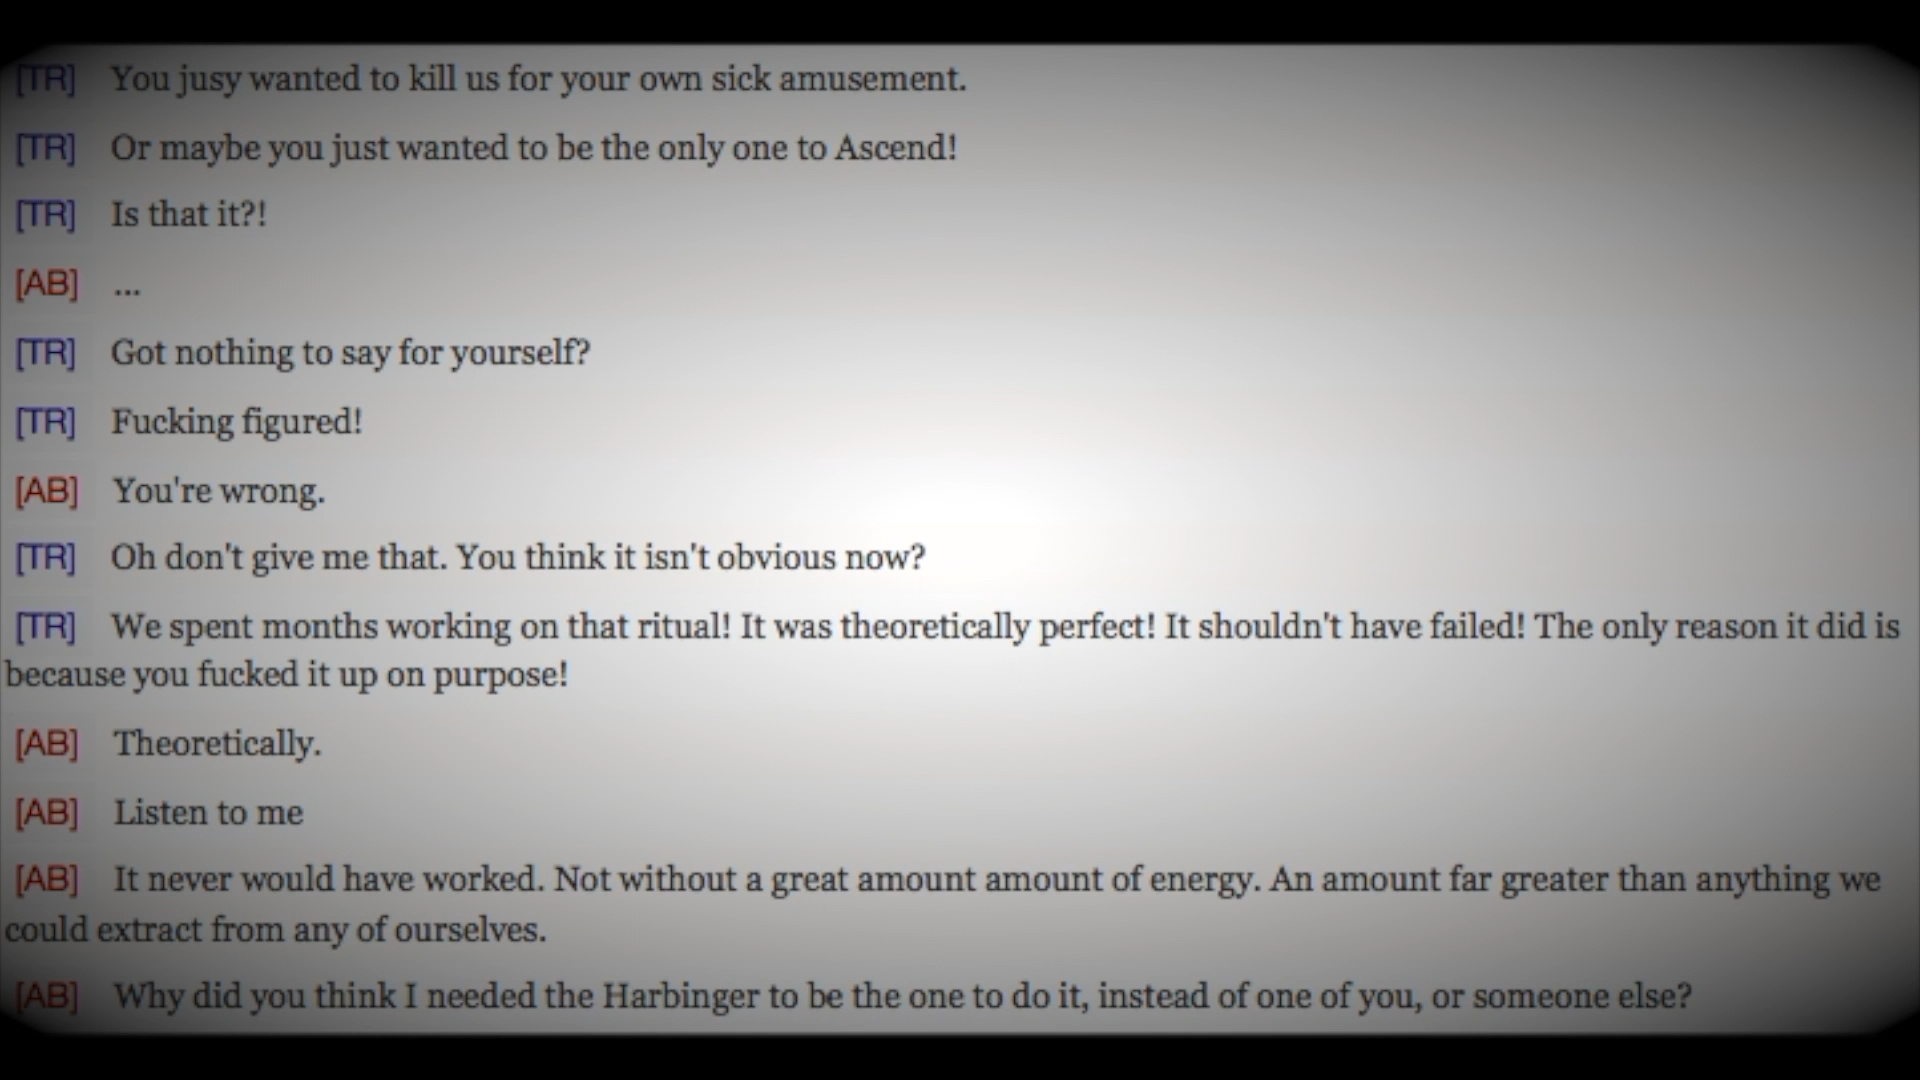 [TR] You jusy wanted to kill us for your own sick amusement.
[TR] Or maybe you just wanted to be the only one to Ascend!
[TR] Is that it?!
[AB] ...
[TR] Got nothing to say for yourself?
[TR] Fucking figured!
[AB] You're wrong.
[TR] Oh don't give me that. You think it isn't obvious now?
[TR] We spent months working on that ritual! It was theoretically perfect! It shouldn't have failed! The only reason it did is
because you fucked it up on purpose!
[AB] Theoretically.
[AB] Listen to me
[AB] It never would have worked. Not without a great amount amount of energy. An amount far greater than anything we
could extract from any of ourselves.
[AB] Why did you think I needed the Harbinger to be the one to do it, instead of one of you, or someone else?